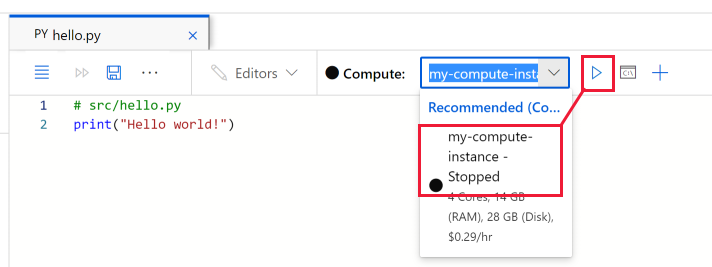 PY hello.py
Editors
Compute:
my-compute-insta
1 # src/hello.py
2 print("Hello world!")
Recommended (Co...
my-compute-
instance -
Stopped
4 Cores, 14 GB
(RAM), 28 GB (Disk),
$0.29/hr